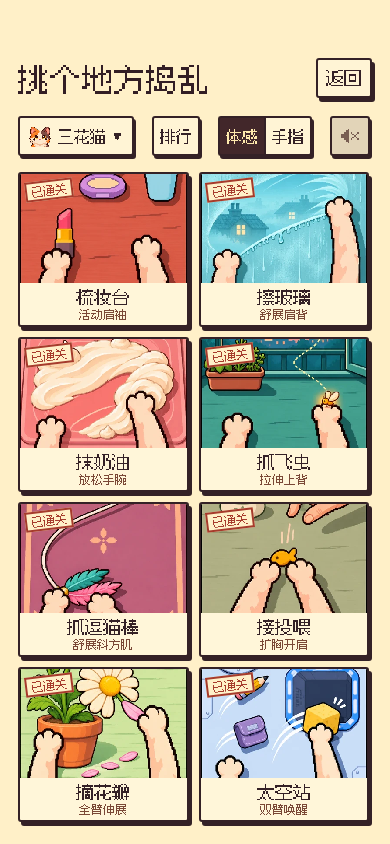 挑个地方捣乱
返回
三花猫 ▼
排行
体感
手指
已通关
梳妆台
活动肩袖
已通关
擦玻璃
舒展肩背
已通关
抹奶油
放松手腕
已通关
抓飞虫
拉伸上背
已通关
抓逗猫棒
舒展斜方肌
已通关
接投喂
扩胸开肩
已通关
摘花瓣
全臂伸展
已通关
太空站
双臂唤醒